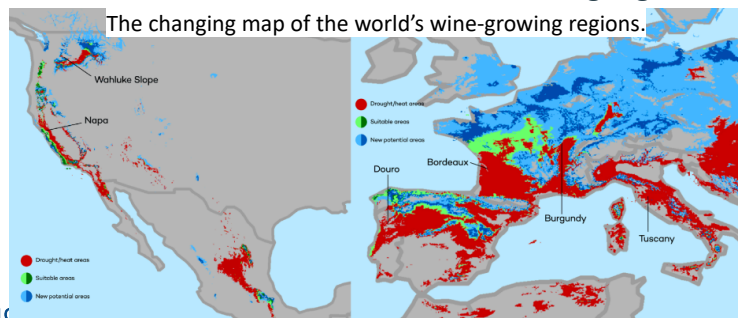 The changing map of the world's wine-growing regions.
Wahluke Slope
Napa
Drought/heat areas
Suitable areas
New potential areas
Drought/heat areas
Suitable areas
New potential areas
Bordeaux
Douro
Burgundy
Tuscany